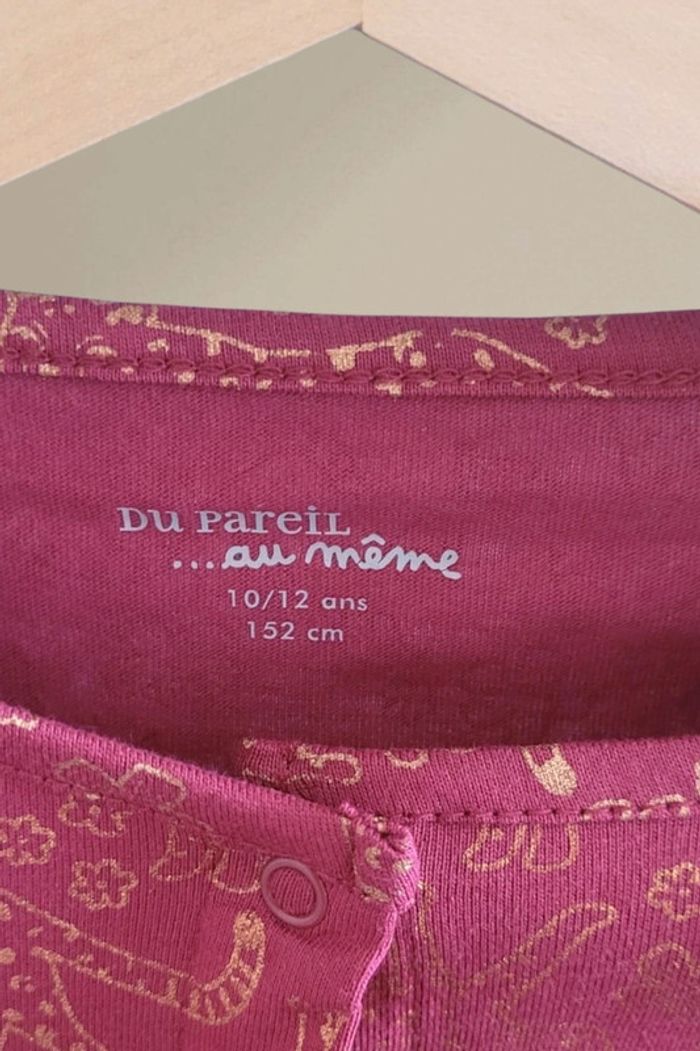 Du Pareil
...au même
10/12 ans
152 cm